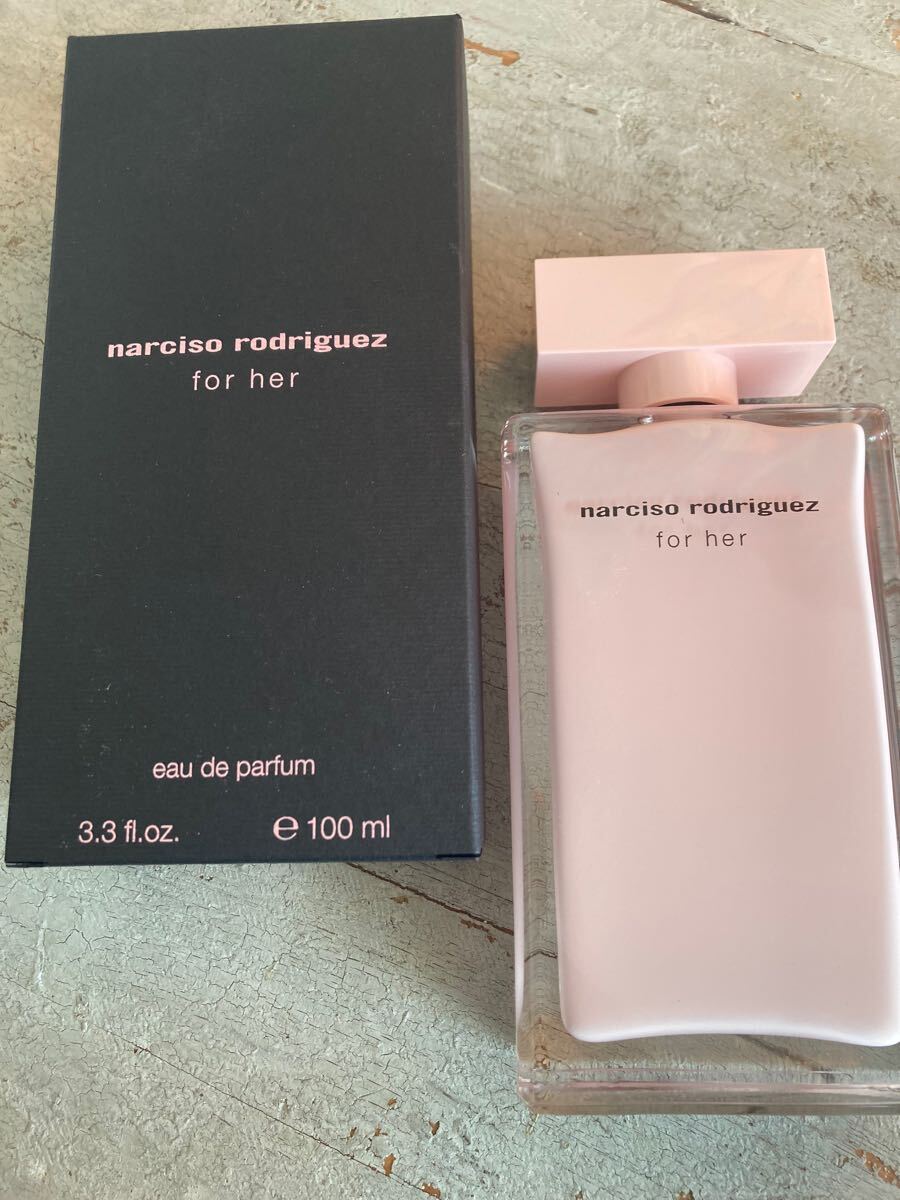 narciso rodriguez
for her
eau de parfum
3.3 fl.oz. ℮ 100 ml
narciso rodriguez
for her